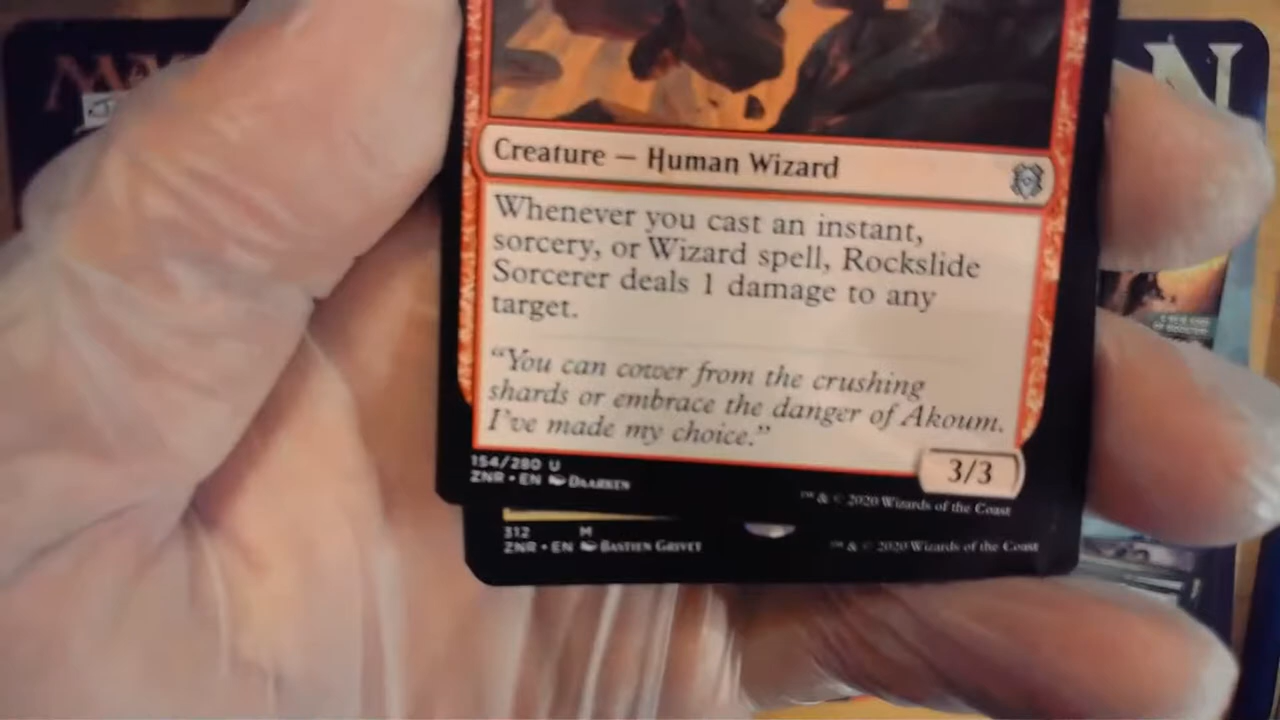 Creature — Human Wizard
Whenever you cast an instant,
sorcery, or Wizard spell, Rockslide
Sorcerer deals 1 damage to any
target.
"You can cower from the crushing
shards or embrace the danger of Akoum.
I've made my choice."
3/3
154/280 U
ZNR • EN Daarken
™ & © 2020 Wizards of the Coast
312 M
ZNR • EN Bastien Grivet
™ & © 2020 Wizards of the Coast
N